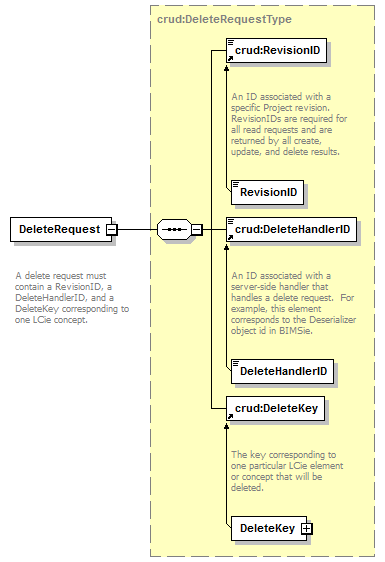 crud:DeleteRequestType
crud:RevisionID
An ID associated with a
specific Project revision.
RevisionIDs are required for
all read requests and are
returned by all create,
update, and delete results.
RevisionID
DeleteRequest
A delete request must
contain a RevisionID, a
DeleteHandlerID, and a
DeleteKey corresponding to
one LCie concept.
crud:DeleteHandlerID
An ID associated with a
server-side handler that
handles a delete request. For
example, this element
corresponds to the Deserializer
object id in BIMSie.
DeleteHandlerID
crud:DeleteKey
The key corresponding to
one particular LCie element
or concept that will be
deleted.
DeleteKey